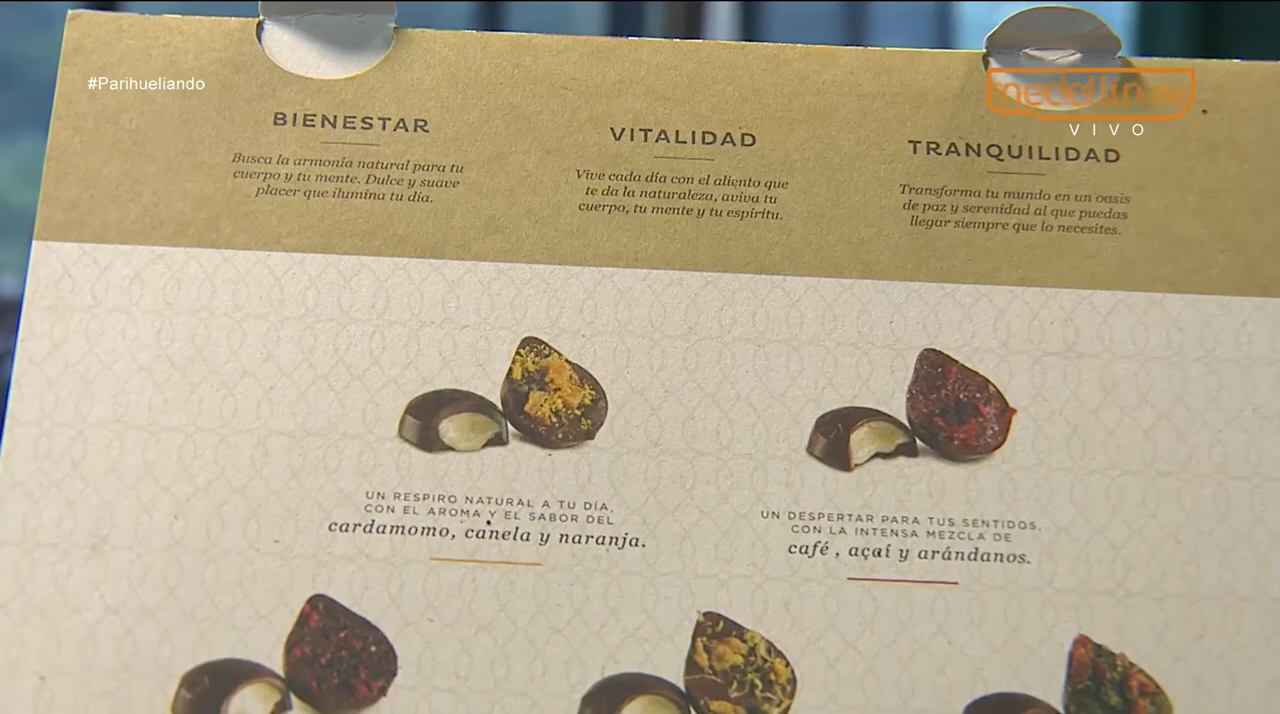 #Parihueliando
medellín
VIVO
BIENESTAR
Busca la armonía natural para tu
cuerpo y tu mente. Dulce y suave
placer que ilumina tu día.
VITALIDAD
Vive cada día con el aliento que
te da la naturaleza, aviva tu
cuerpo, tu mente y tu espíritu.
TRANQUILIDAD
Transforma tu mundo en un oasis
de paz y serenidad al que puedas
llegar siempre que lo necesites.
UN RESPIRO NATURAL A TU DÍA,
CON EL AROMA Y EL SABOR DEL
cardamomo, canela y naranja.
UN DESPERTAR PARA TUS SENTIDOS,
CON LA INTENSA MEZCLA DE
café , açaí y arándanos.